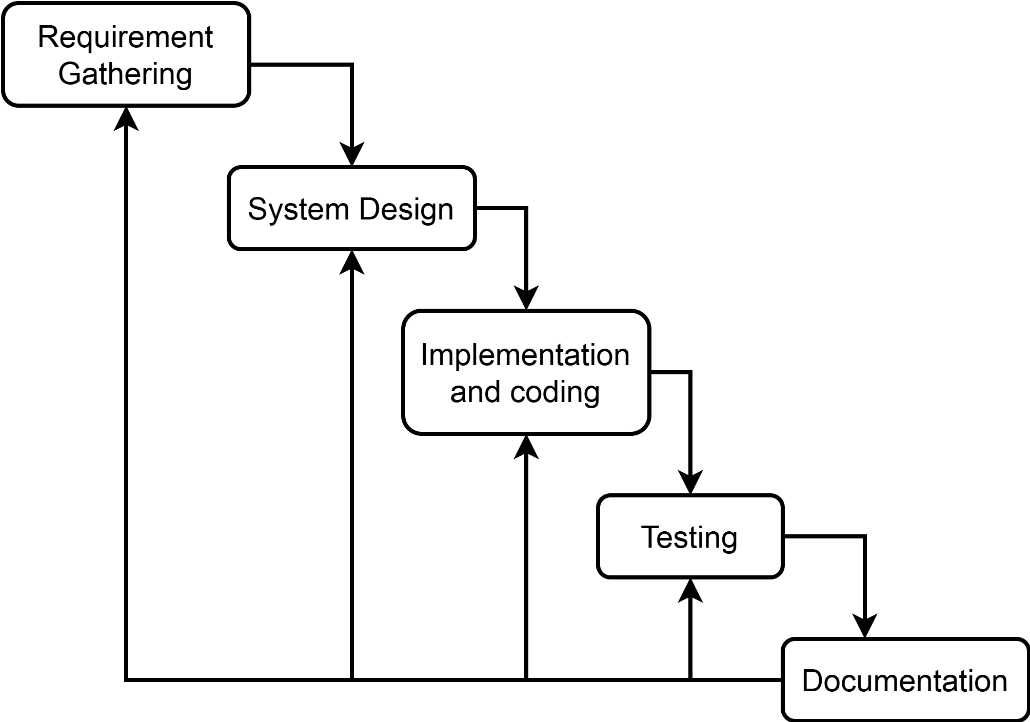 Requirement
Gathering
System Design
Implementation
and coding
Testing
Documentation